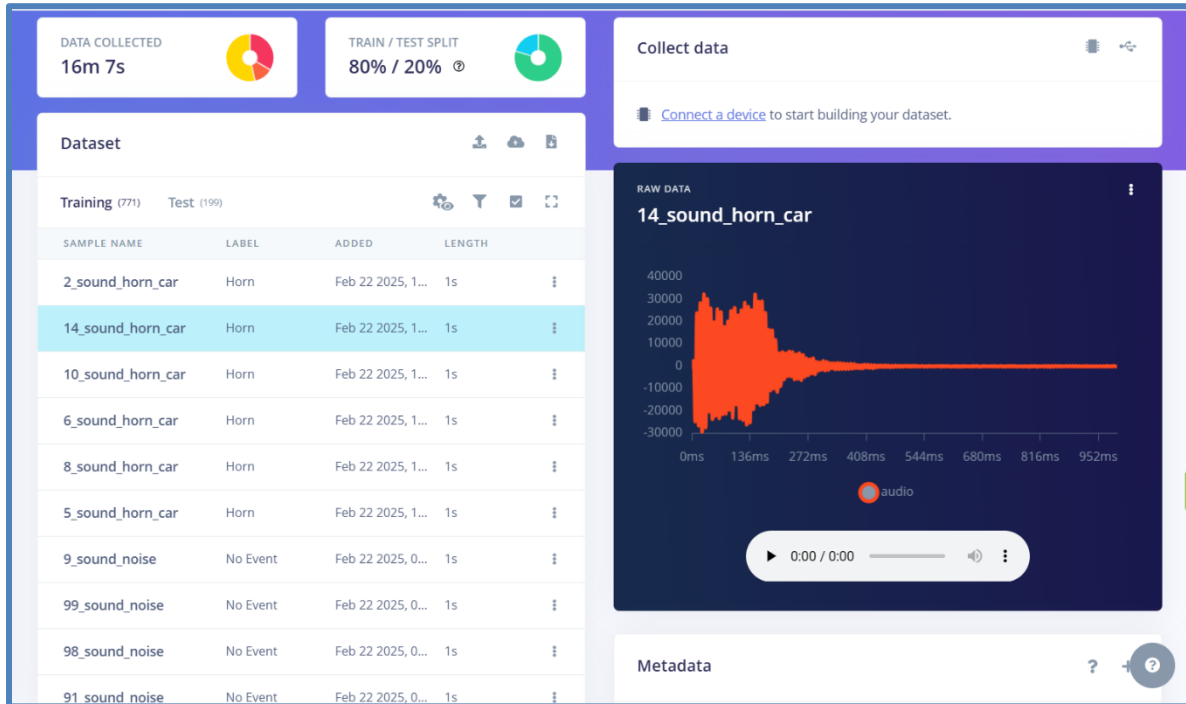 DATA COLLECTED
16m 7s
TRAIN / TEST SPLIT
80% / 20% ?
Collect data
Connect a device to start building your dataset.
Dataset
Training (771) Test (199)
SAMPLE NAME LABEL ADDED LENGTH
2_sound_horn_car Horn Feb 22 2025, 1... 1s
14_sound_horn_car Horn Feb 22 2025, 1... 1s
10_sound_horn_car Horn Feb 22 2025, 1... 1s
6_sound_horn_car Horn Feb 22 2025, 1... 1s
8_sound_horn_car Horn Feb 22 2025, 1... 1s
5_sound_horn_car Horn Feb 22 2025, 1... 1s
9_sound_noise No Event Feb 22 2025, 0... 1s
99_sound_noise No Event Feb 22 2025, 0... 1s
98_sound_noise No Event Feb 22 2025, 0... 1s
91_sound_noise No Event Feb 22 2025, 0... 1s
RAW DATA
14_sound_horn_car
40000
30000
20000
10000
0
-10000
-20000
-30000
0ms 136ms 272ms 408ms 544ms 680ms 816ms 952ms
audio
0:00 / 0:00
Metadata ? + ?